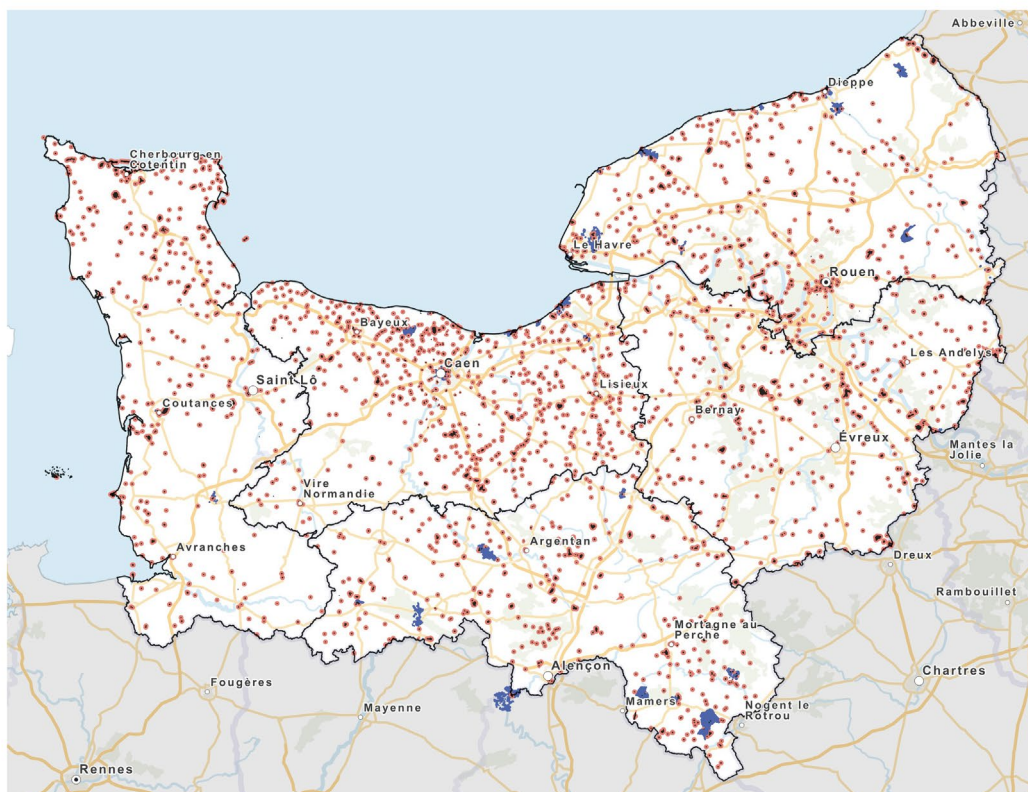 Abbeville
Dieppe
Cherbourg en
Cotentin
Le Havre
Rouen
Bayeux
Caen
Les Andelys
Saint Lô
Lisieux
Coutances
Bernay
Évreux
Mantes la
Jolie
Vire
Normandie
Avranches
Argentan
Dreux
Rambouillet
Mortagne au
Perche
Alençon
Chartres
Fougères
Mayenne
Mamers
Nogent le
Rotrou
Rennes